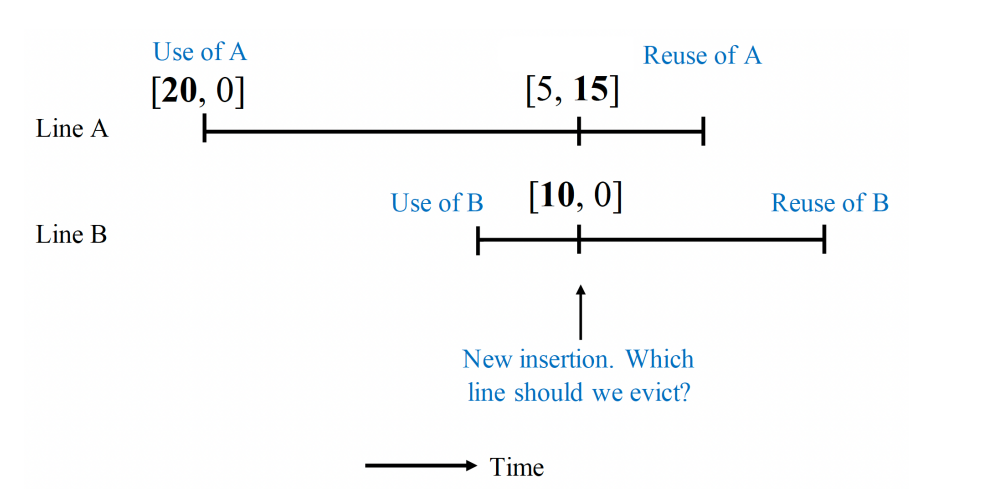 Use of A
Reuse of A
[20, 0]
[5, 15]
Line A
Use of B
[10, 0]
Reuse of B
Line B
New insertion. Which
line should we evict?
Time